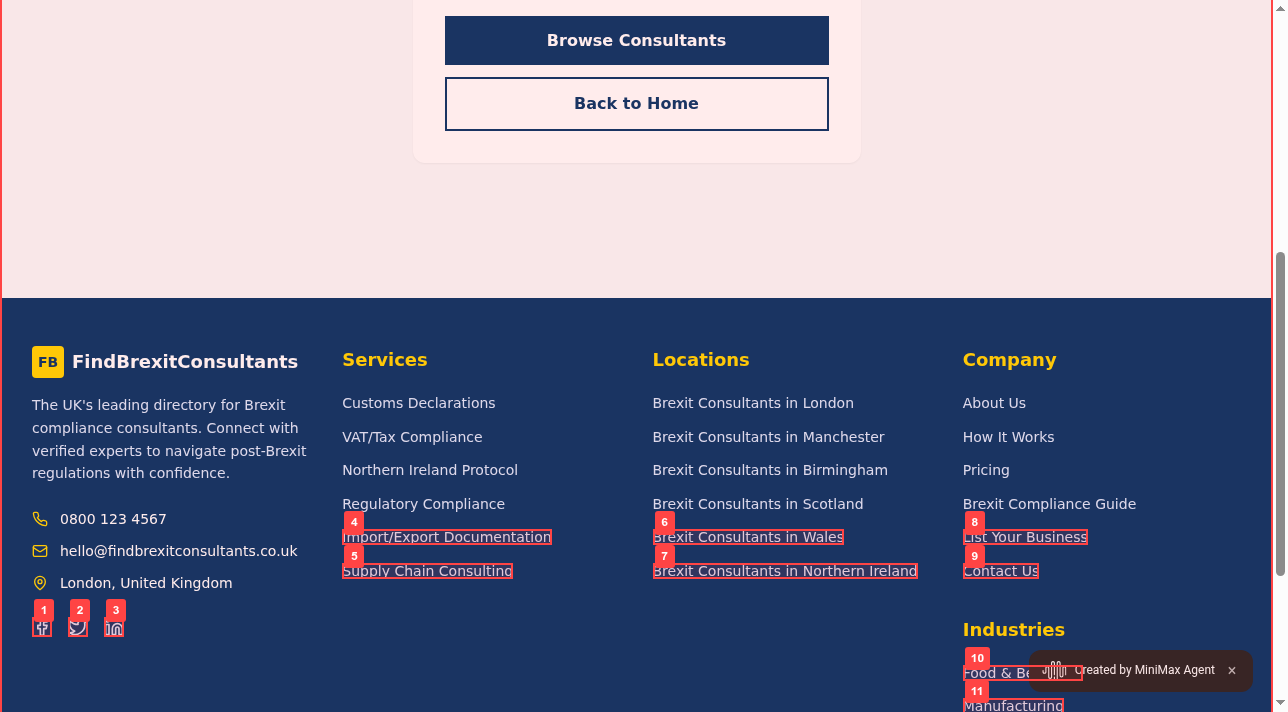 Browse Consultants
Back to Home
FB FindBrexitConsultants
The UK's leading directory for Brexit
compliance consultants. Connect with
verified experts to navigate post-Brexit
regulations with confidence.
0800 123 4567
hello@findbrexitconsultants.co.uk
London, United Kingdom
1 2 3
Services
Customs Declarations
VAT/Tax Compliance
Northern Ireland Protocol
Regulatory Compliance
4
Import/Export Documentation
5
Supply Chain Consulting
Locations
Brexit Consultants in London
Brexit Consultants in Manchester
Brexit Consultants in Birmingham
Brexit Consultants in Scotland
6
Brexit Consultants in Wales
7
Brexit Consultants in Northern Ireland
Company
About Us
How It Works
Pricing
Brexit Compliance Guide
8
List Your Business
9
Contact Us
Industries
10
Food &
11
Manufacturing
Created by MiniMax Agent ×